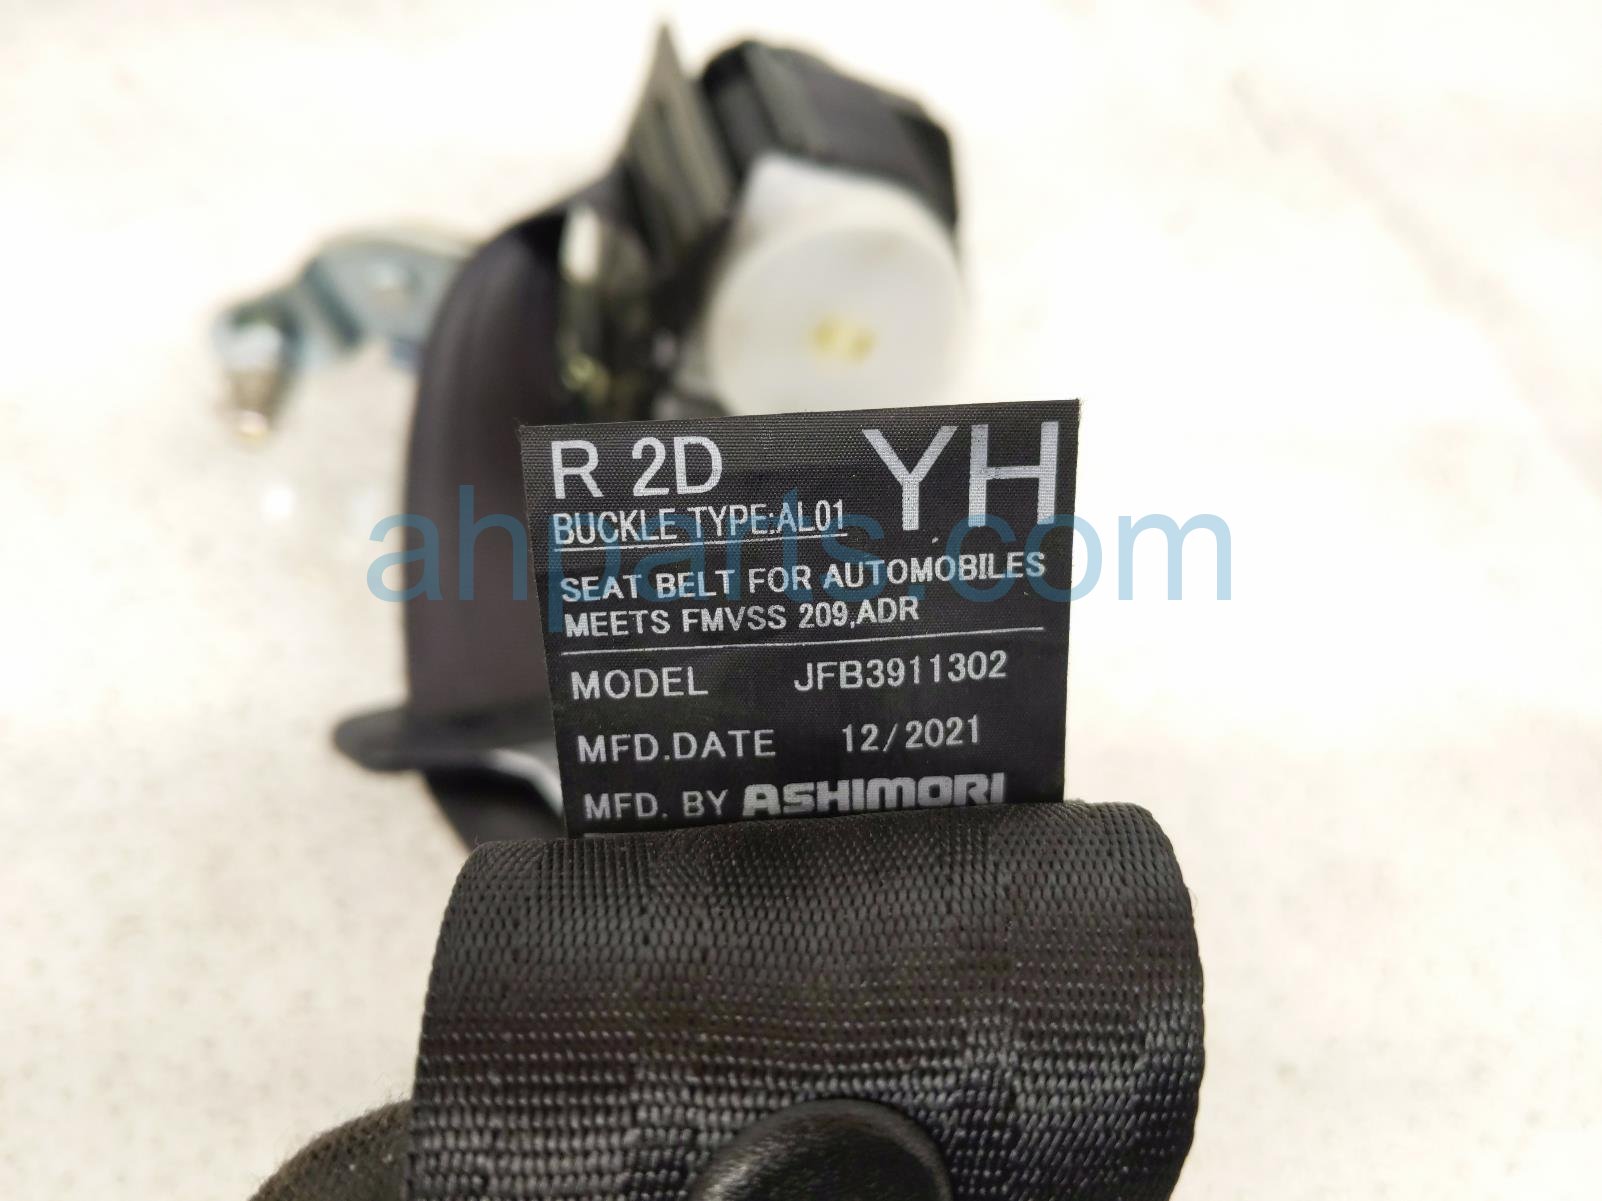 R 2D YH
BUCKLE TYPE:AL01
SEAT BELT FOR AUTOMOBILES
MEETS FMVSS 209,ADR
MODEL JFB3911302
MFD.DATE 12/2021
MFD. BY ASHIMORI
ahparts.com